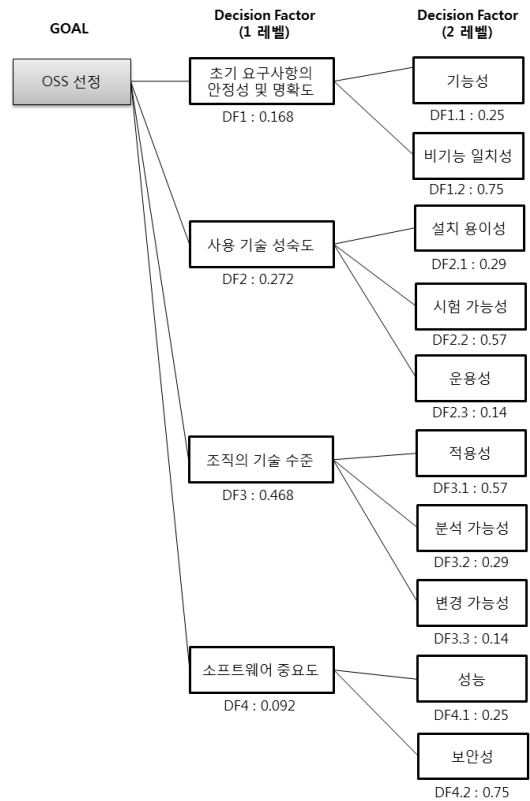 GOAL
Decision Factor
(1 레벨)
Decision Factor
(2 레벨)
OSS 선정
초기 요구사항의
안정성 및 명확도
DF1 : 0.168
기능성
DF1.1 : 0.25
비기능 일치성
DF1.2 : 0.75
사용 기술 성숙도
DF2 : 0.272
설치 용이성
DF2.1 : 0.29
시험 가능성
DF2.2 : 0.57
운용성
DF2.3 : 0.14
조직의 기술 수준
DF3 : 0.468
적용성
DF3.1 : 0.57
분석 가능성
DF3.2 : 0.29
변경 가능성
DF3.3 : 0.14
소프트웨어 중요도
DF4 : 0.092
성능
DF4.1 : 0.25
보안성
DF4.2 : 0.75